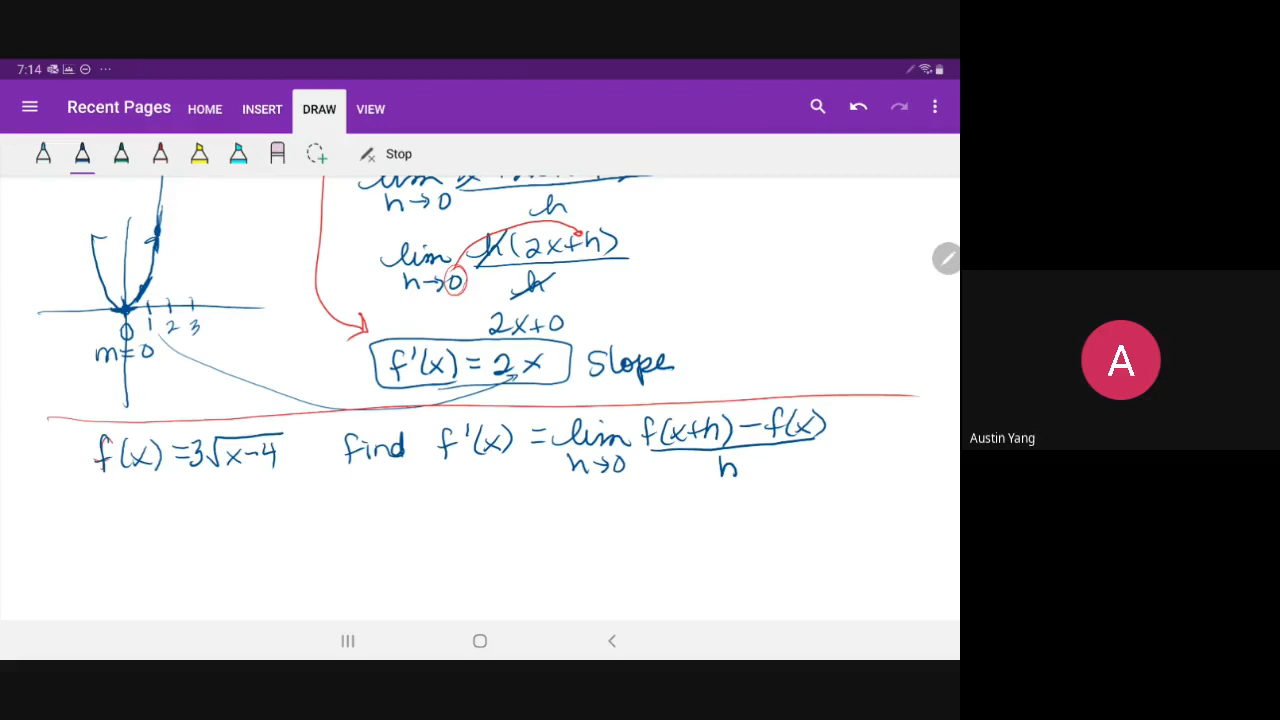 7:14 ...
Recent Pages HOME INSERT DRAW VIEW
Stop
lim
h→0 h
lim h(2x+h)
h→0 h
2x+0
f'(x) = 2x slope
0 1 2 3
m=0
f(x) = 3√x-4 find f'(x) = lim f(x+h) - f(x)
h→0 h
A
Austin Yang